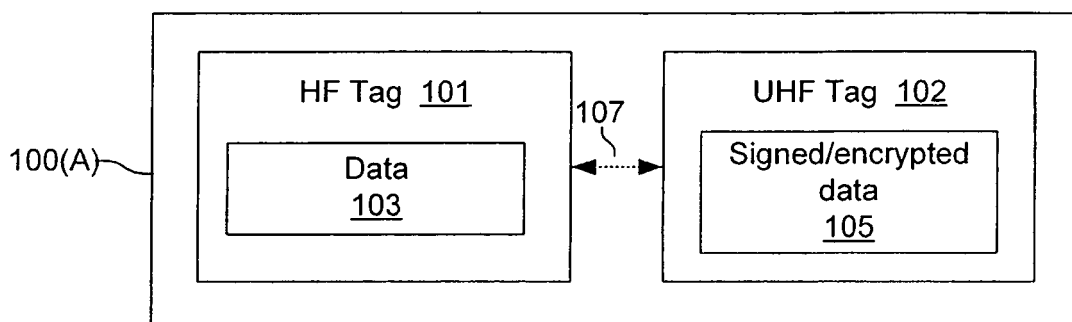 HF Tag 101
UHF Tag 102
107
100(A)
Data
103
Signed/encrypted
data
105